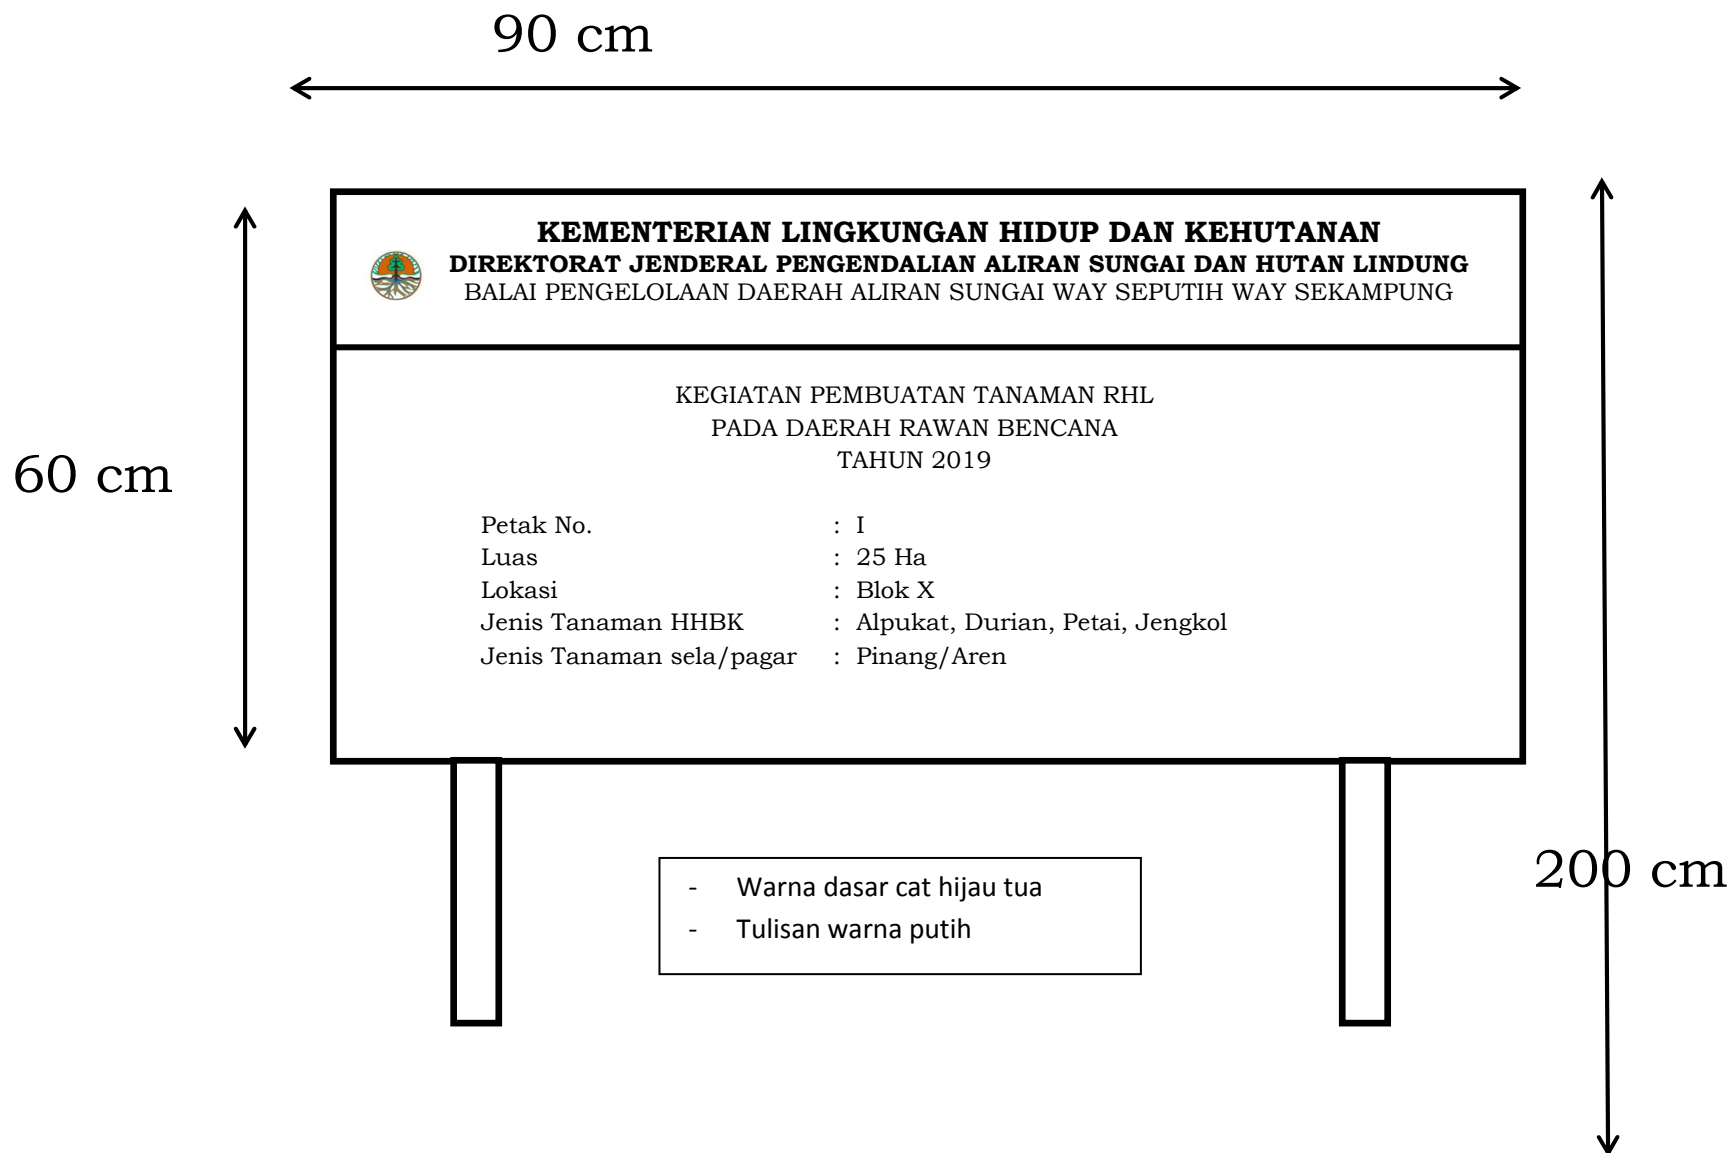 90 cm
KEMENTERIAN LINGKUNGAN HIDUP DAN KEHUTANAN
DIREKTORAT JENDERAL PENGENDALIAN ALIRAN SUNGAI DAN HUTAN LINDUNG
BALAI PENGELOLAAN DAERAH ALIRAN SUNGAI WAY SEPUTIH WAY SEKAMPUNG
KEGIATAN PEMBUATAN TANAMAN RHL
PADA DAERAH RAWAN BENCANA
TAHUN 2019
60 cm
Petak No. : I
Luas : 25 Ha
Lokasi : Blok X
Jenis Tanaman HHBK : Alpukat, Durian, Petai, Jengkol
Jenis Tanaman sela/pagar : Pinang/Aren
200 cm
- Warna dasar cat hijau tua
- Tulisan warna putih